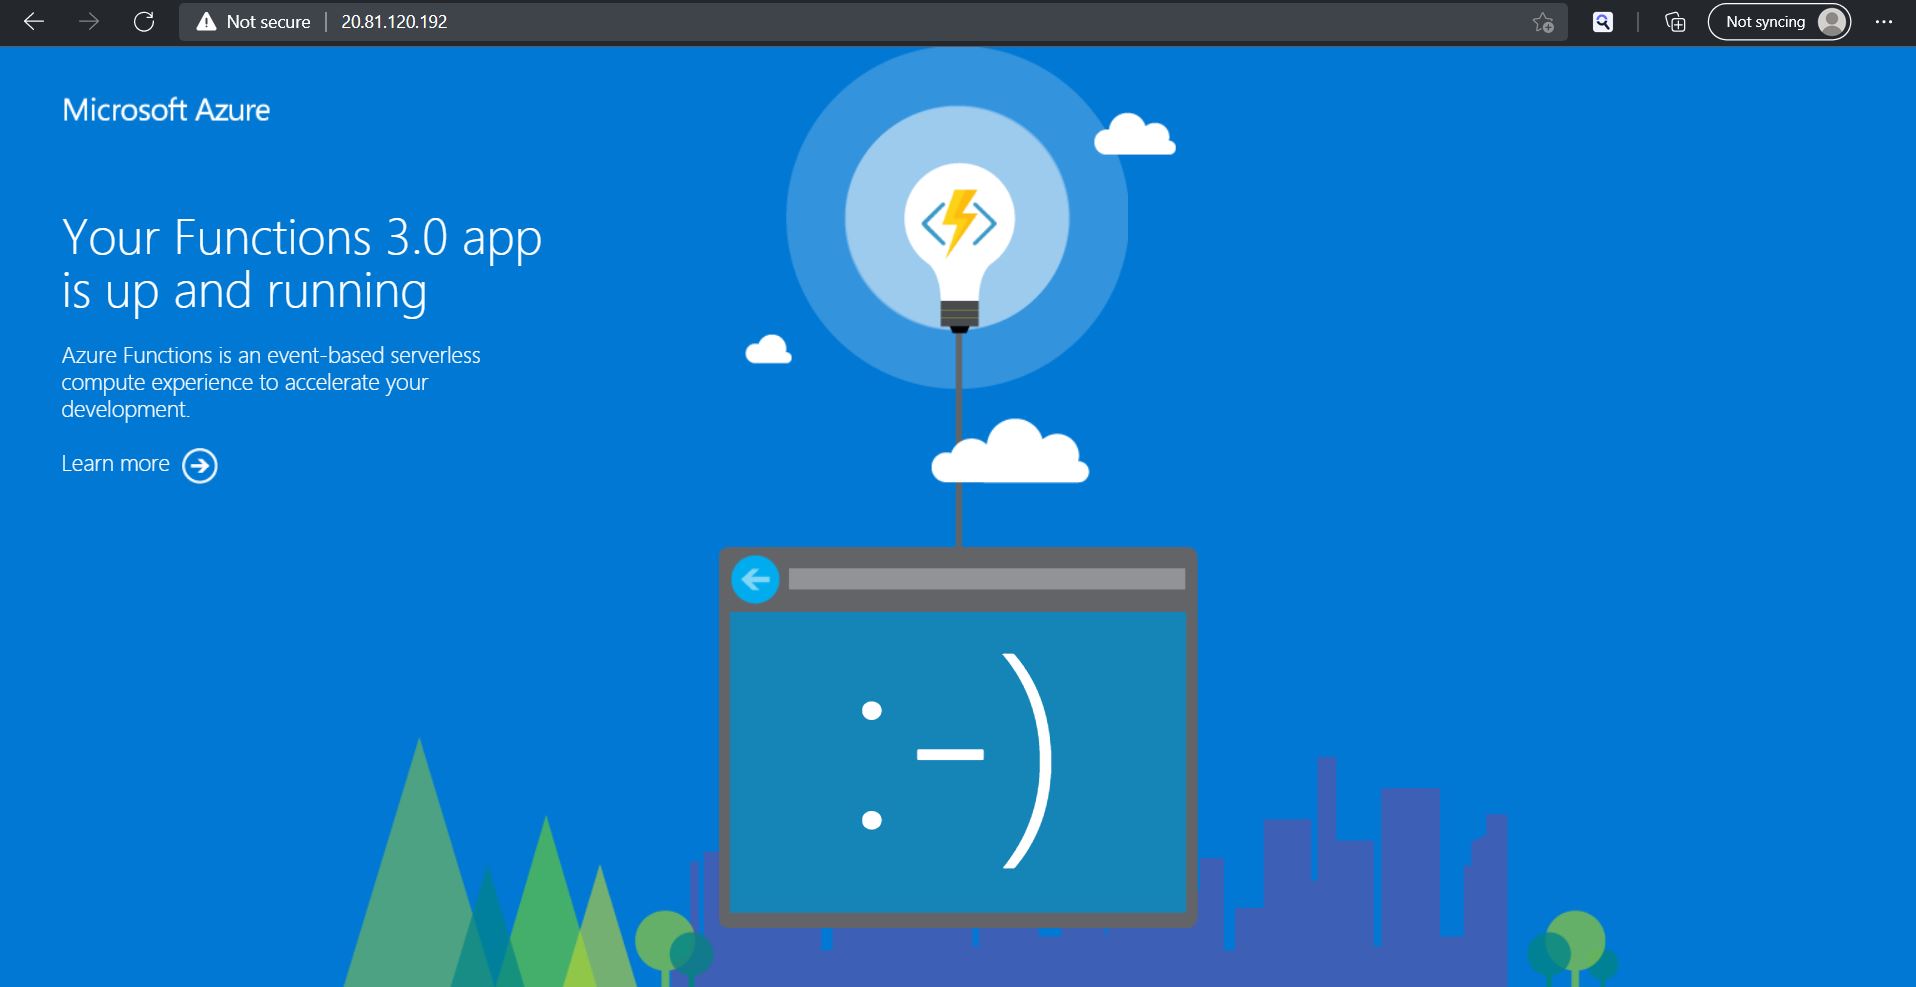 Not secure
20.81.120.192
Not syncing
Microsoft Azure
Your Functions 3.0 app
is up and running
Azure Functions is an event-based serverless
compute experience to accelerate your
development.
Learn more
:-)